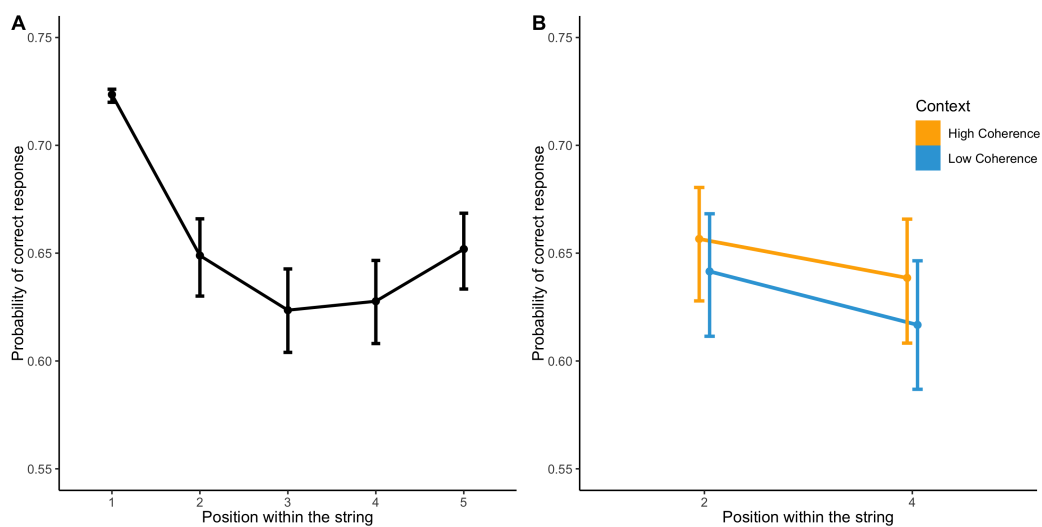 A
Probability of correct response
0.75
0.70
0.65
0.60
0.55
1 2 3 4 5
Position within the string
B
Probability of correct response
0.75
0.70
0.65
0.60
0.55
2 4
Position within the string
Context
High Coherence
Low Coherence